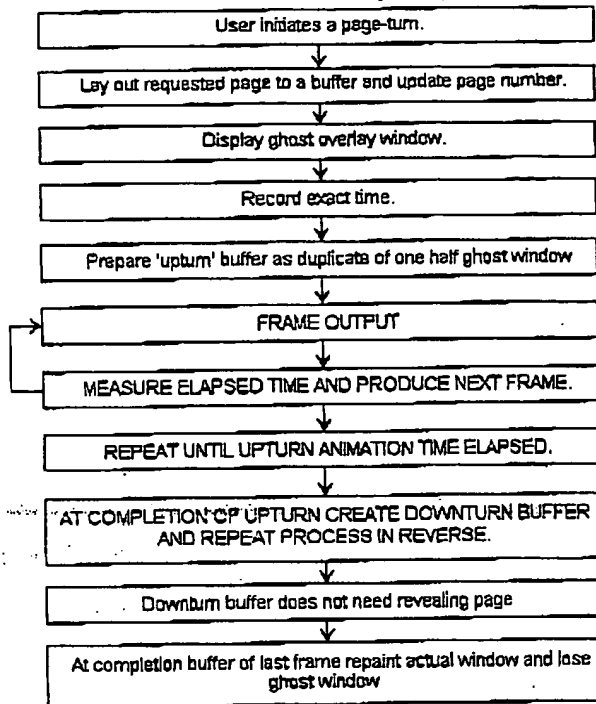 User initiates a page-turn.
Lay out requested page to a buffer and update page number.
Display ghost overlay window.
Record exact time.
Prepare 'upturn' buffer as duplicate of one half ghost window
FRAME OUTPUT
MEASURE ELAPSED TIME AND PRODUCE NEXT FRAME.
REPEAT UNTIL UPTURN ANIMATION TIME ELAPSED.
AT COMPLETION OF UPTURN CREATE DOWNTURN BUFFER
AND REPEAT PROCESS IN REVERSE.
Downturn buffer does not need revealing page
At completion buffer of last frame repaint actual window and lose
ghost window